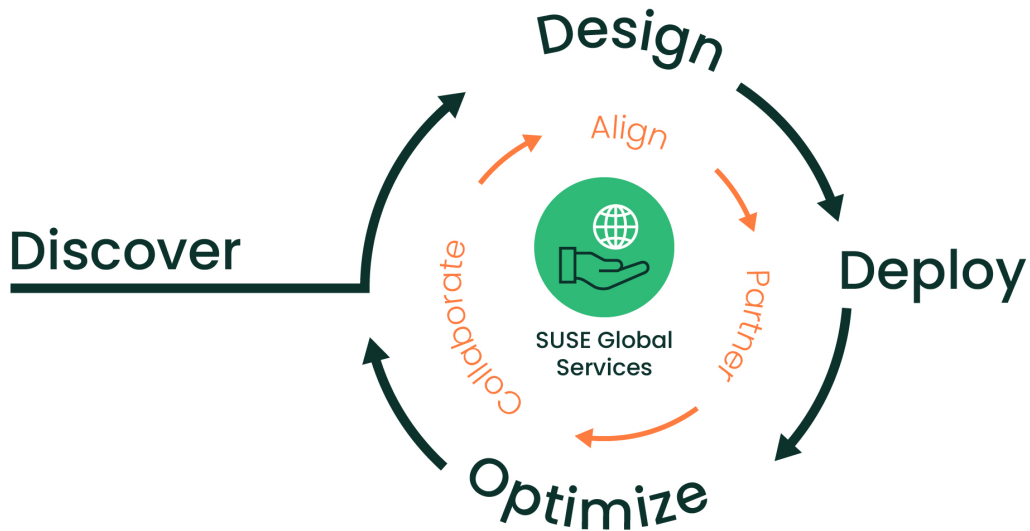 Discover
Design
Deploy
Optimize
Align
Partner
Collaborate
SUSE Global
Services